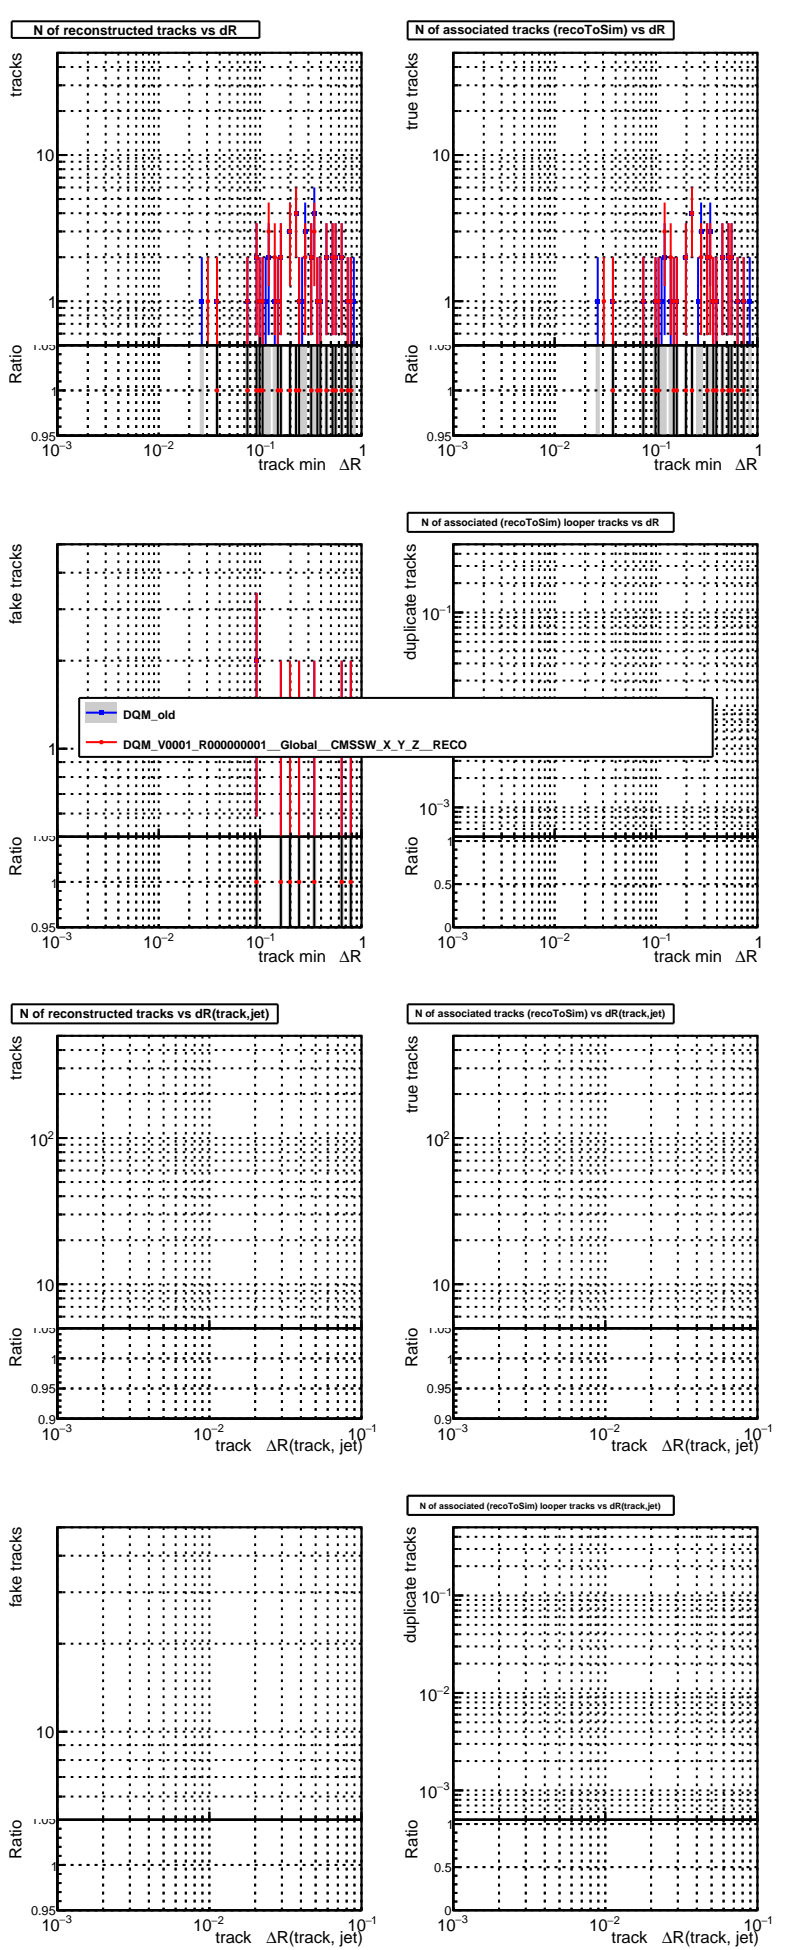 N of reconstructed tracks vs dR
tracks
10
1
1.05
Ratio
1
0.95
10−3 10−2 10−1 1
track min ΔR
N of associated tracks (recoToSim) vs dR
true tracks
10
1
1.05
Ratio
1
0.95
10−3 10−2 10−1 1
track min ΔR
fake tracks
1
1.05
Ratio
1
0.95
10−3 10−2 10−1 1
track min ΔR
N of associated (recoToSim) looper tracks vs dR
duplicate tracks
10−1
10−3
1
Ratio
0.5
0
10−3 10−2 10−1 1
track min ΔR
DQM_old
DQM_V0001_R000000001__Global__CMSSW_X_Y_Z__RECO
N of reconstructed tracks vs dR(track,jet)
tracks
102
10
1.05
Ratio
1
0.95
0.9
10−3 10−2 10−1
track ΔR(track, jet)
N of associated tracks (recoToSim) vs dR(track,jet)
true tracks
102
10
1.05
Ratio
1
0.95
0.9
10−3 10−2 10−1
track ΔR(track, jet)
fake tracks
10
1.05
Ratio
1
0.95
10−3 10−2 10−1
track ΔR(track, jet)
N of associated (recoToSim) looper tracks vs dR(track,jet)
duplicate tracks
10−1
10−2
10−3
1
Ratio
0.5
0
10−3 10−2 10−1
track ΔR(track, jet)